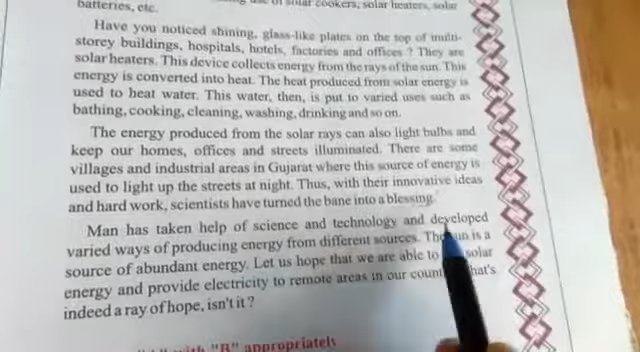 batteries, etc. use of solar cookers, solar heaters, solar
Have you noticed shining, glass-like plates on the top of multi-
storey buildings, hospitals, hotels, factories and offices ? They are
solar heaters. This device collects energy from the rays of the sun. This
energy is converted into heat. The heat produced from solar energy is
used to heat water. This water, then, is put to varied uses such as
bathing, cooking, cleaning, washing, drinking and so on.
The energy produced from the solar rays can also light bulbs and
keep our homes, offices and streets illuminated. There are some
villages and industrial areas in Gujarat where this source of energy is
used to light up the streets at night. Thus, with their innovative ideas
and hard work, scientists have turned the bane into a blessing.
Man has taken help of science and technology and developed
varied ways of producing energy from different sources. The sun is a
source of abundant energy. Let us hope that we are able to solar
energy and provide electricity to remote areas in our
indeed a ray of hope, isn't it ?
with "B" appropriately